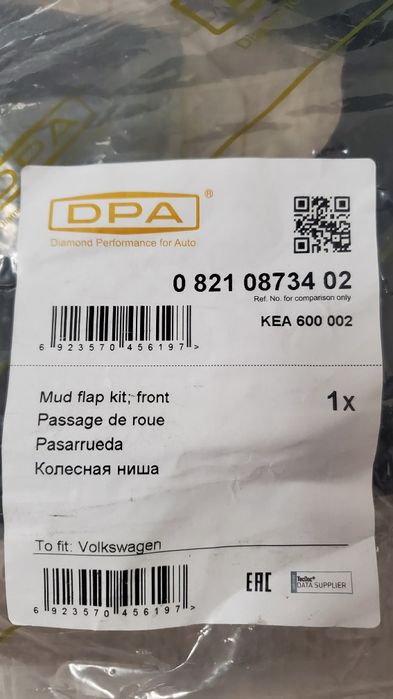 DPA
DPA
DPA ®
Diamond Performance for Auto
0 821 08734 02
Ref. No. for comparison only
KEA 600 002
6 923570 456197 >
Mud flap kit; front
1x
Passage de roue
Pasarrueda
Колесная ниша
To fit: Volkswagen
EAC
TecDoc®
DATA SUPPLIER
6 923570 456197 >